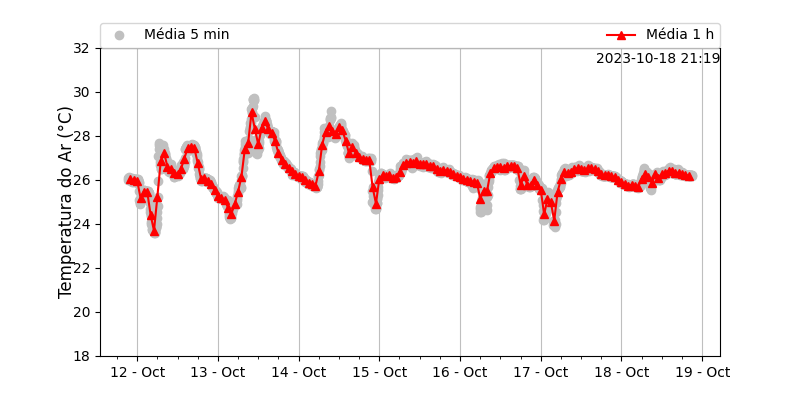 Média 5 min
Média 1 h
2023-10-18 21:19
Temperatura do Ar (°C)
32
30
28
26
24
22
20
18
12 - Oct
13 - Oct
14 - Oct
15 - Oct
16 - Oct
17 - Oct
18 - Oct
19 - Oct